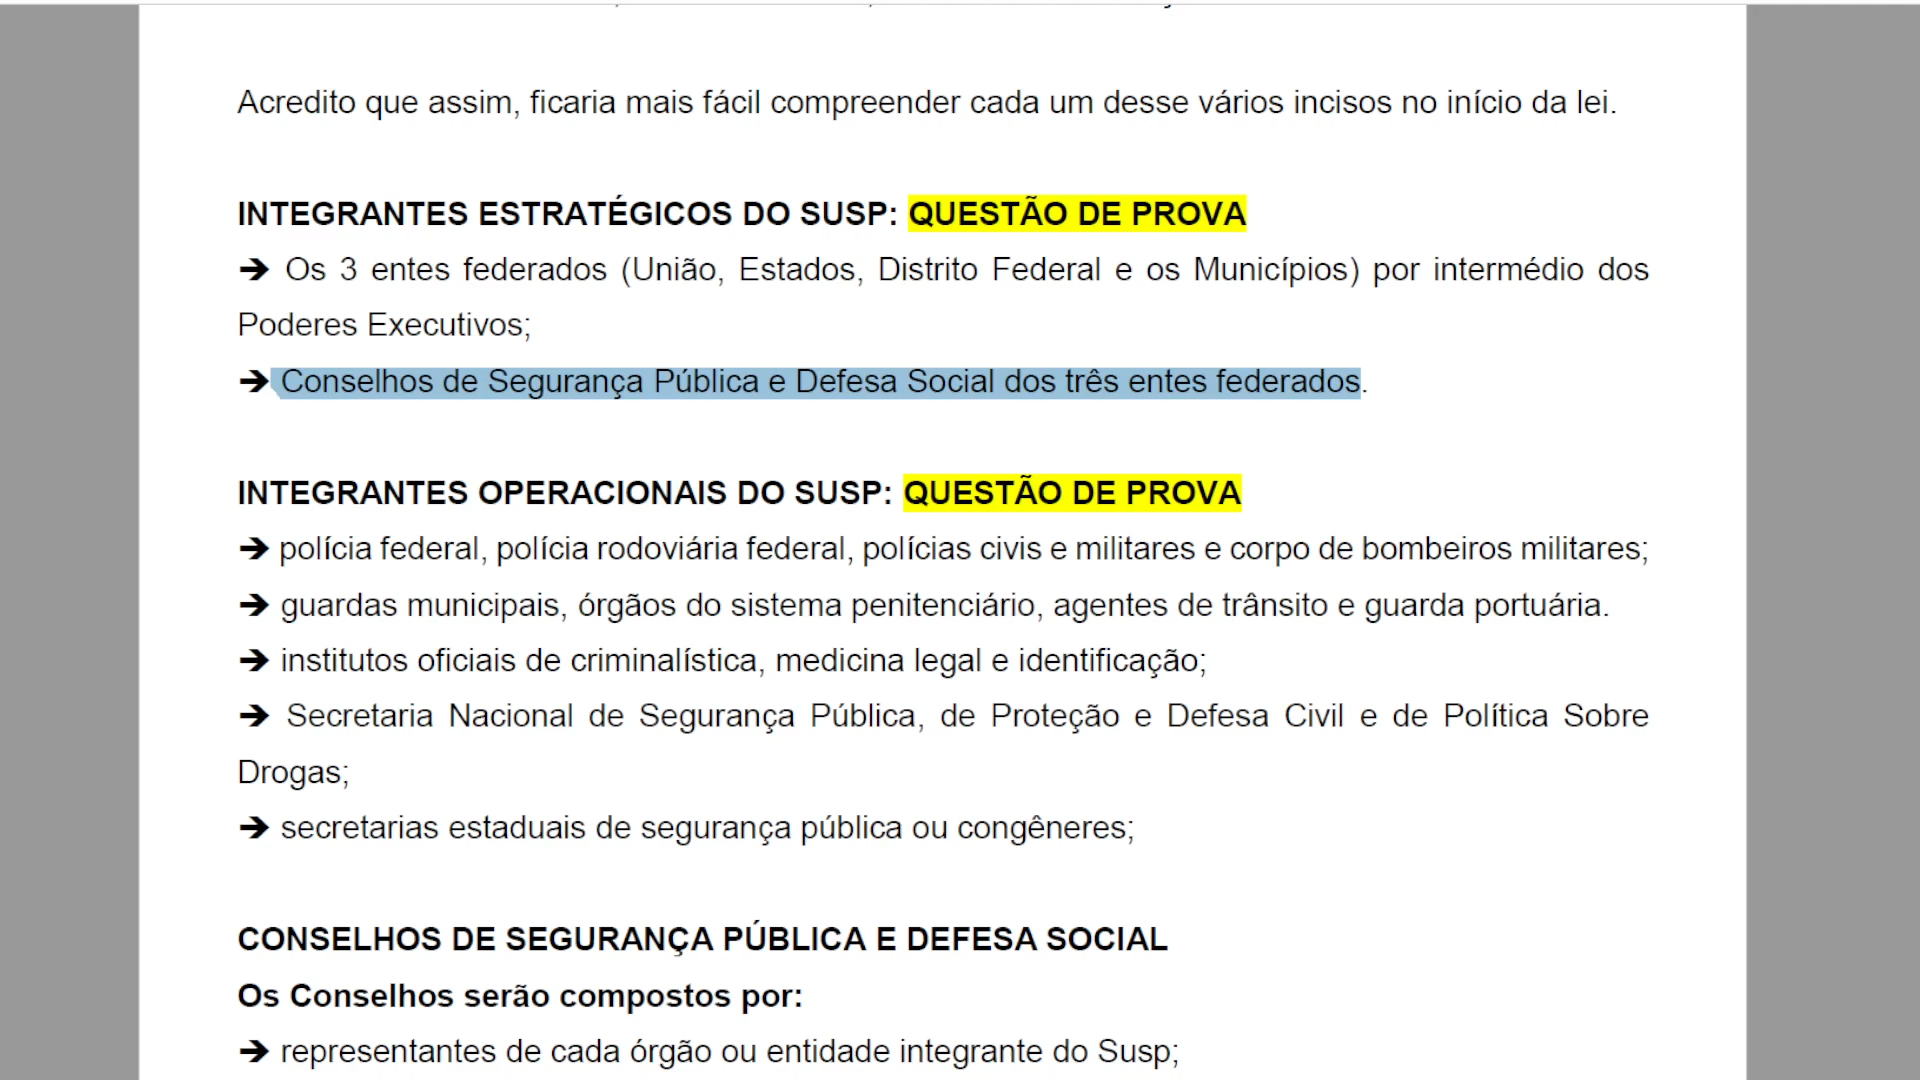 Acredito que assim, ficaria mais fácil compreender cada um desse vários incisos no início da lei.
INTEGRANTES ESTRATÉGICOS DO SUSP: QUESTÃO DE PROVA
➔ Os 3 entes federados (União, Estados, Distrito Federal e os Municípios) por intermédio dos
Poderes Executivos;
➔ Conselhos de Segurança Pública e Defesa Social dos três entes federados.
INTEGRANTES OPERACIONAIS DO SUSP: QUESTÃO DE PROVA
➔ polícia federal, polícia rodoviária federal, polícias civis e militares e corpo de bombeiros militares;
➔ guardas municipais, órgãos do sistema penitenciário, agentes de trânsito e guarda portuária.
➔ institutos oficiais de criminalística, medicina legal e identificação;
➔ Secretaria Nacional de Segurança Pública, de Proteção e Defesa Civil e de Política Sobre
Drogas;
➔ secretarias estaduais de segurança pública ou congêneres;
CONSELHOS DE SEGURANÇA PÚBLICA E DEFESA SOCIAL
Os Conselhos serão compostos por:
➔ representantes de cada órgão ou entidade integrante do Susp;